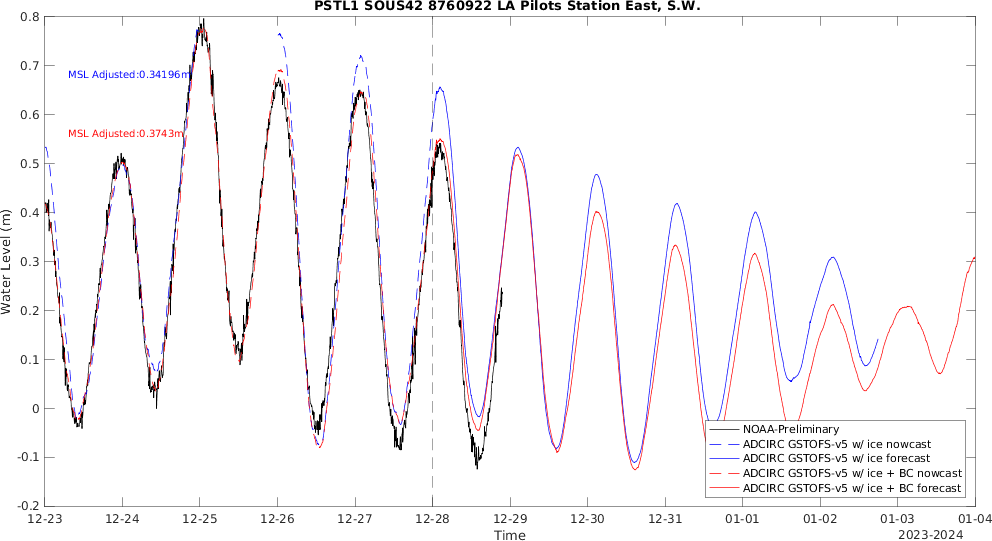 PSTL1 SOUS42 8760922 LA Pilots Station East, S.W.
0.8
0.7
0.6
0.5
0.4
0.3
0.2
0.1
0
-0.1
-0.2
Water Level (m)
MSL Adjusted:0.34196m
MSL Adjusted:0.3743m
NOAA-Preliminary
ADCIRC GSTOFS-v5 w/ ice nowcast
ADCIRC GSTOFS-v5 w/ ice forecast
ADCIRC GSTOFS-v5 w/ ice + BC nowcast
ADCIRC GSTOFS-v5 w/ ice + BC forecast
12-23 12-24 12-25 12-26 12-27 12-28 12-29 12-30 12-31 01-01 01-02 01-03 01-04
Time
2023-2024